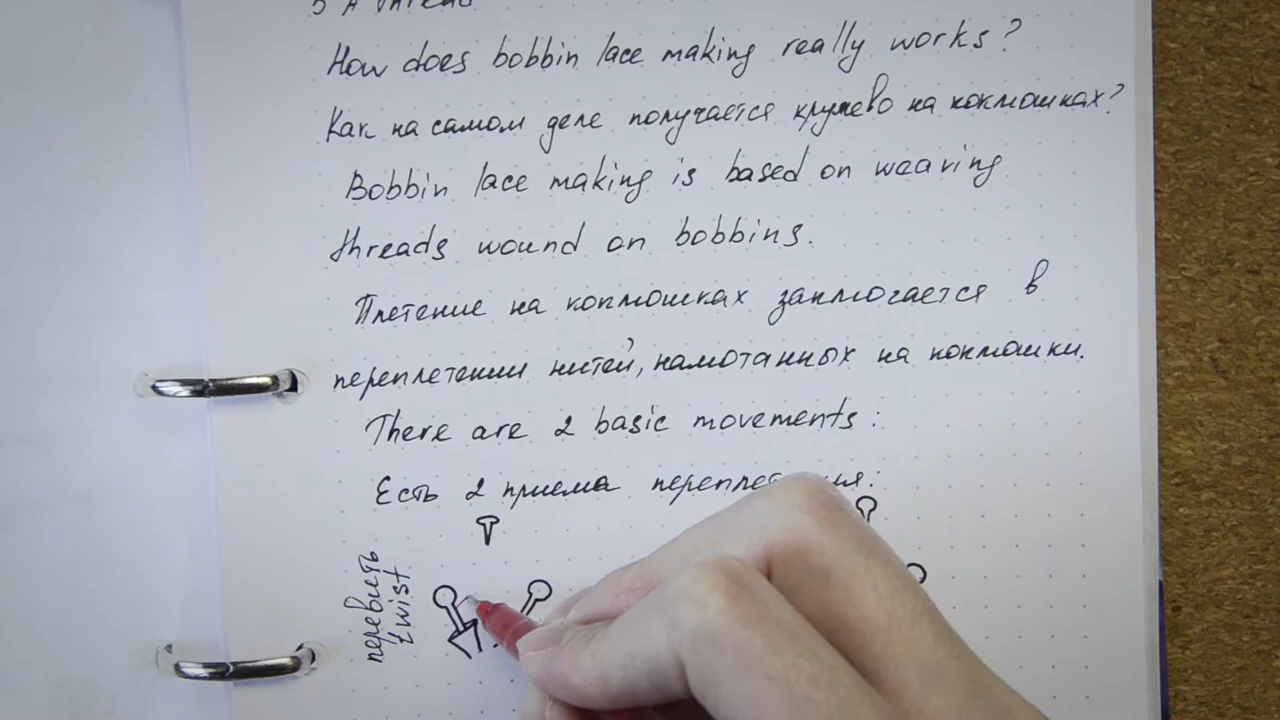 How does bobbin lace making really works?
Как на самом деле получается кружево на коклюшках?
Bobbin lace making is based on weaving
threads wound on bobbins.
Плетение на коклюшках заключается в
переплетении нитей, намотанных на коклюшки.
There are 2 basic movements:
Есть 2 приема
перевить
twist